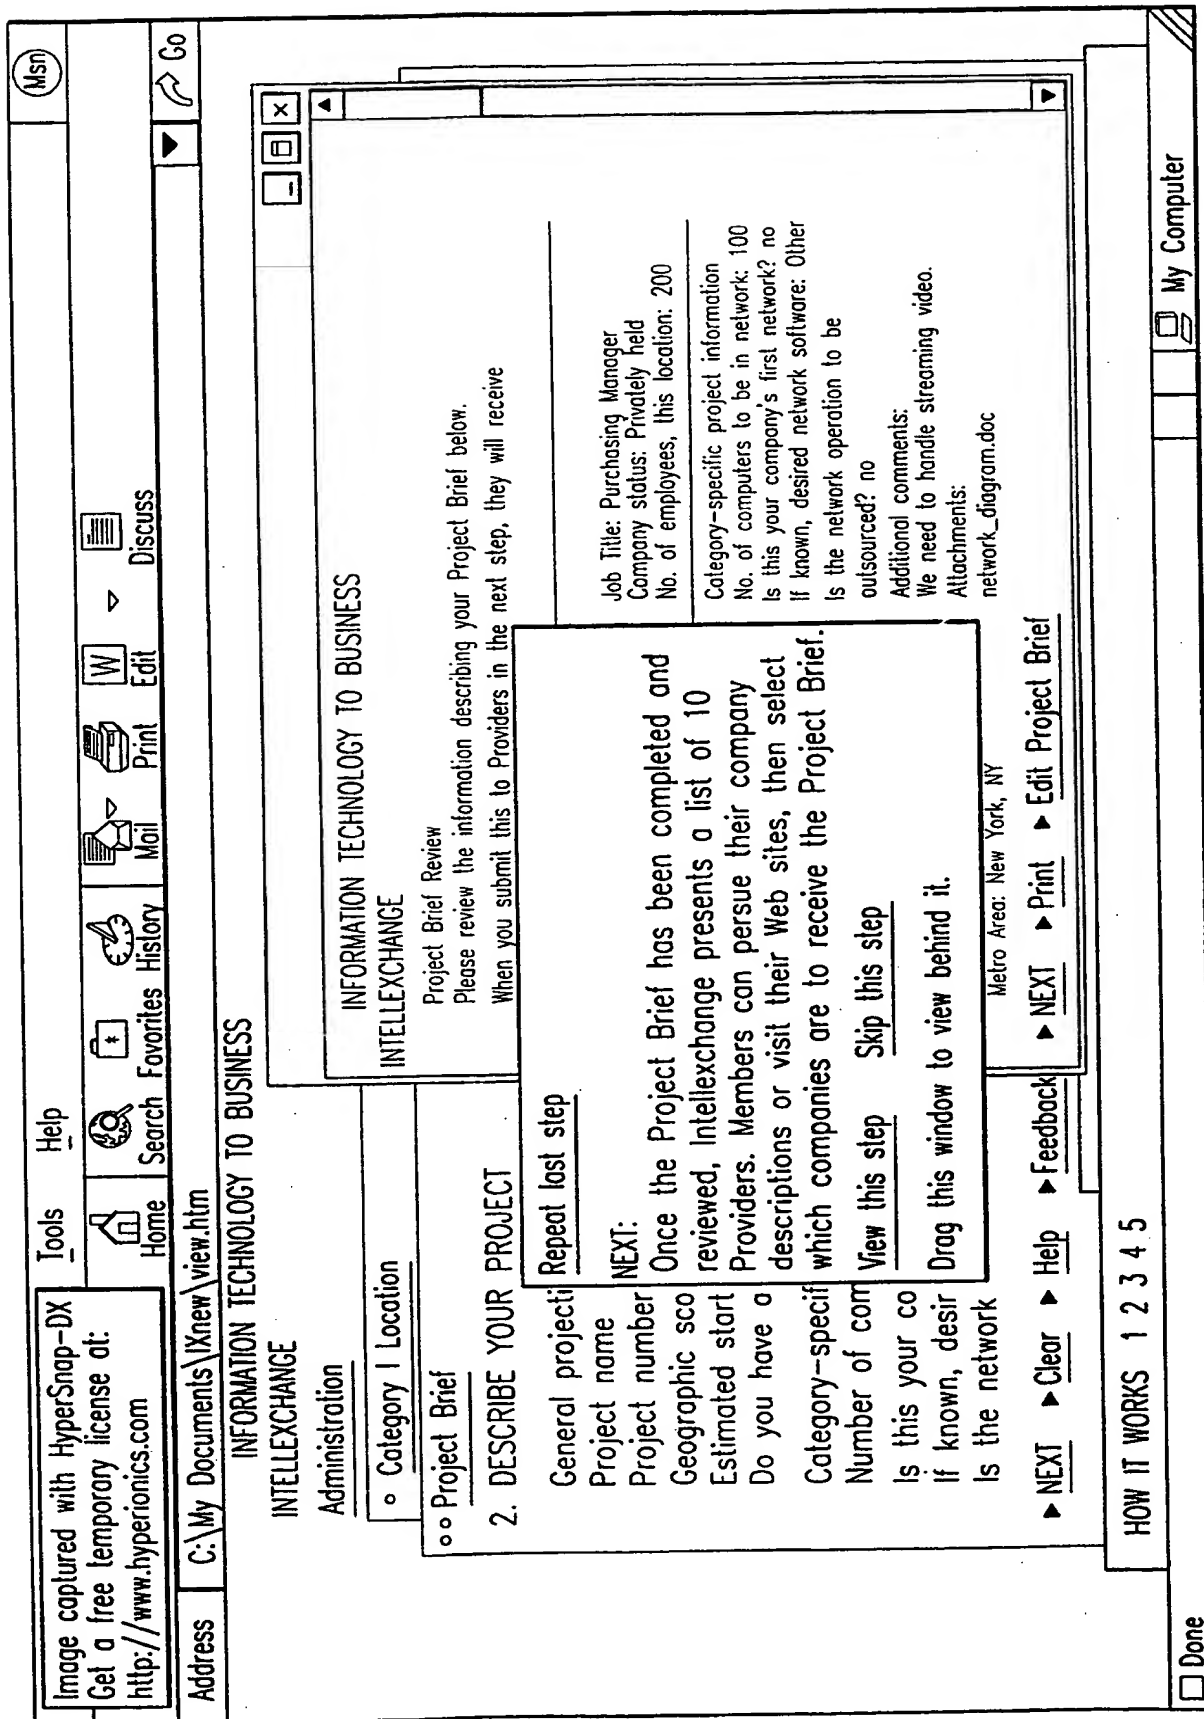 Image captured with HyperSnap-DX
Get a free temporary license at:
http://www.hyperionics.com
Tools Help
Msn
Home Search Favorites History Mail Print Edit Discuss
Address C:\My Documents\IXnew\view.htm Go
INFORMATION TECHNOLOGY TO BUSINESS
INTELLEXCHANGE
Administration
Category I Location
Project Brief
2. DESCRIBE YOUR PROJECT
General projecti
Project name
Project number
Geographic sco
Estimated start
Do you have a
Category-specif
Number of com
Is this your co
If known, desir
Is the network
NEXT Clear Help Feedback
INFORMATION TECHNOLOGY TO BUSINESS
INTELLEXCHANGE
Project Brief Review
Please review the information describing your Project Brief below.
When you submit this to Providers in the next step, they will receive
Job Title: Purchasing Manager
Company status: Privately held
No. of employees, this location: 200
Category-specific project information
No. of computers to be in network: 100
Is this your company's first network? no
If known, desired network software: Other
Is the network operation to be
outsourced? no
Additional comments:
We need to handle streaming video.
Attachments:
network_diagram.doc
Metro Area: New York, NY
NEXT Print Edit Project Brief
Repeat last step
NEXT:
Once the Project Brief has been completed and
reviewed, Intellexchange presents a list of 10
Providers. Members can persue their company
descriptions or visit their Web sites, then select
which companies are to receive the Project Brief.
View this step Skip this step
Drag this window to view behind it.
HOW IT WORKS 1 2 3 4 5
Done My Computer